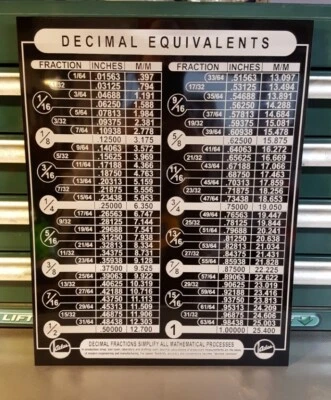 DECIMAL EQUIVALENTS
FRACTION INCHES M/M
1/64 .01563 .397
1/32 .03125 .794
3/64 .04688 1.191
1/16 .06250 1.588
5/64 .07813 1.984
3/32 .09375 2.381
7/64 .10938 2.778
1/8 .12500 3.175
9/64 .14063 3.572
5/32 .15625 3.969
11/64 .17188 4.366
3/16 .18750 4.763
13/64 .20313 5.159
7/32 .21875 5.556
15/64 .23438 5.953
1/4 .25000 6.350
17/64 .26563 6.747
9/32 .28125 7.144
19/64 .29688 7.541
5/16 .31250 7.938
21/64 .32813 8.334
11/32 .34375 8.731
23/64 .35938 9.128
3/8 .37500 9.525
25/64 .39063 9.922
13/32 .40625 10.319
27/64 .42188 10.716
7/16 .43750 11.113
29/64 .45313 11.509
15/32 .46875 11.906
31/64 .48438 12.303
1/2 .50000 12.700
FRACTION INCHES M/M
33/64 .51563 13.097
17/32 .53125 13.494
35/64 .54688 13.891
9/16 .56250 14.288
37/64 .57813 14.684
19/32 .59375 15.081
39/64 .60938 15.478
5/8 .62500 15.875
41/64 .64063 16.272
21/32 .65625 16.669
43/64 .67188 17.066
11/16 .68750 17.463
45/64 .70313 17.859
23/32 .71875 18.256
47/64 .73438 18.653
3/4 .75000 19.050
49/64 .76563 19.447
25/32 .78125 19.844
51/64 .79688 20.241
13/16 .81250 20.638
53/64 .82813 21.034
27/32 .84375 21.431
55/64 .85938 21.828
7/8 .87500 22.225
57/64 .89063 22.622
29/32 .90625 23.019
59/64 .92188 23.416
15/16 .93750 23.813
61/64 .95313 24.209
31/32 .96875 24.606
63/64 .98438 25.003
1 1.00000 25.400
DECIMAL FRACTIONS SIMPLIFY ALL MATHEMATICAL PROCESSES
LIFT